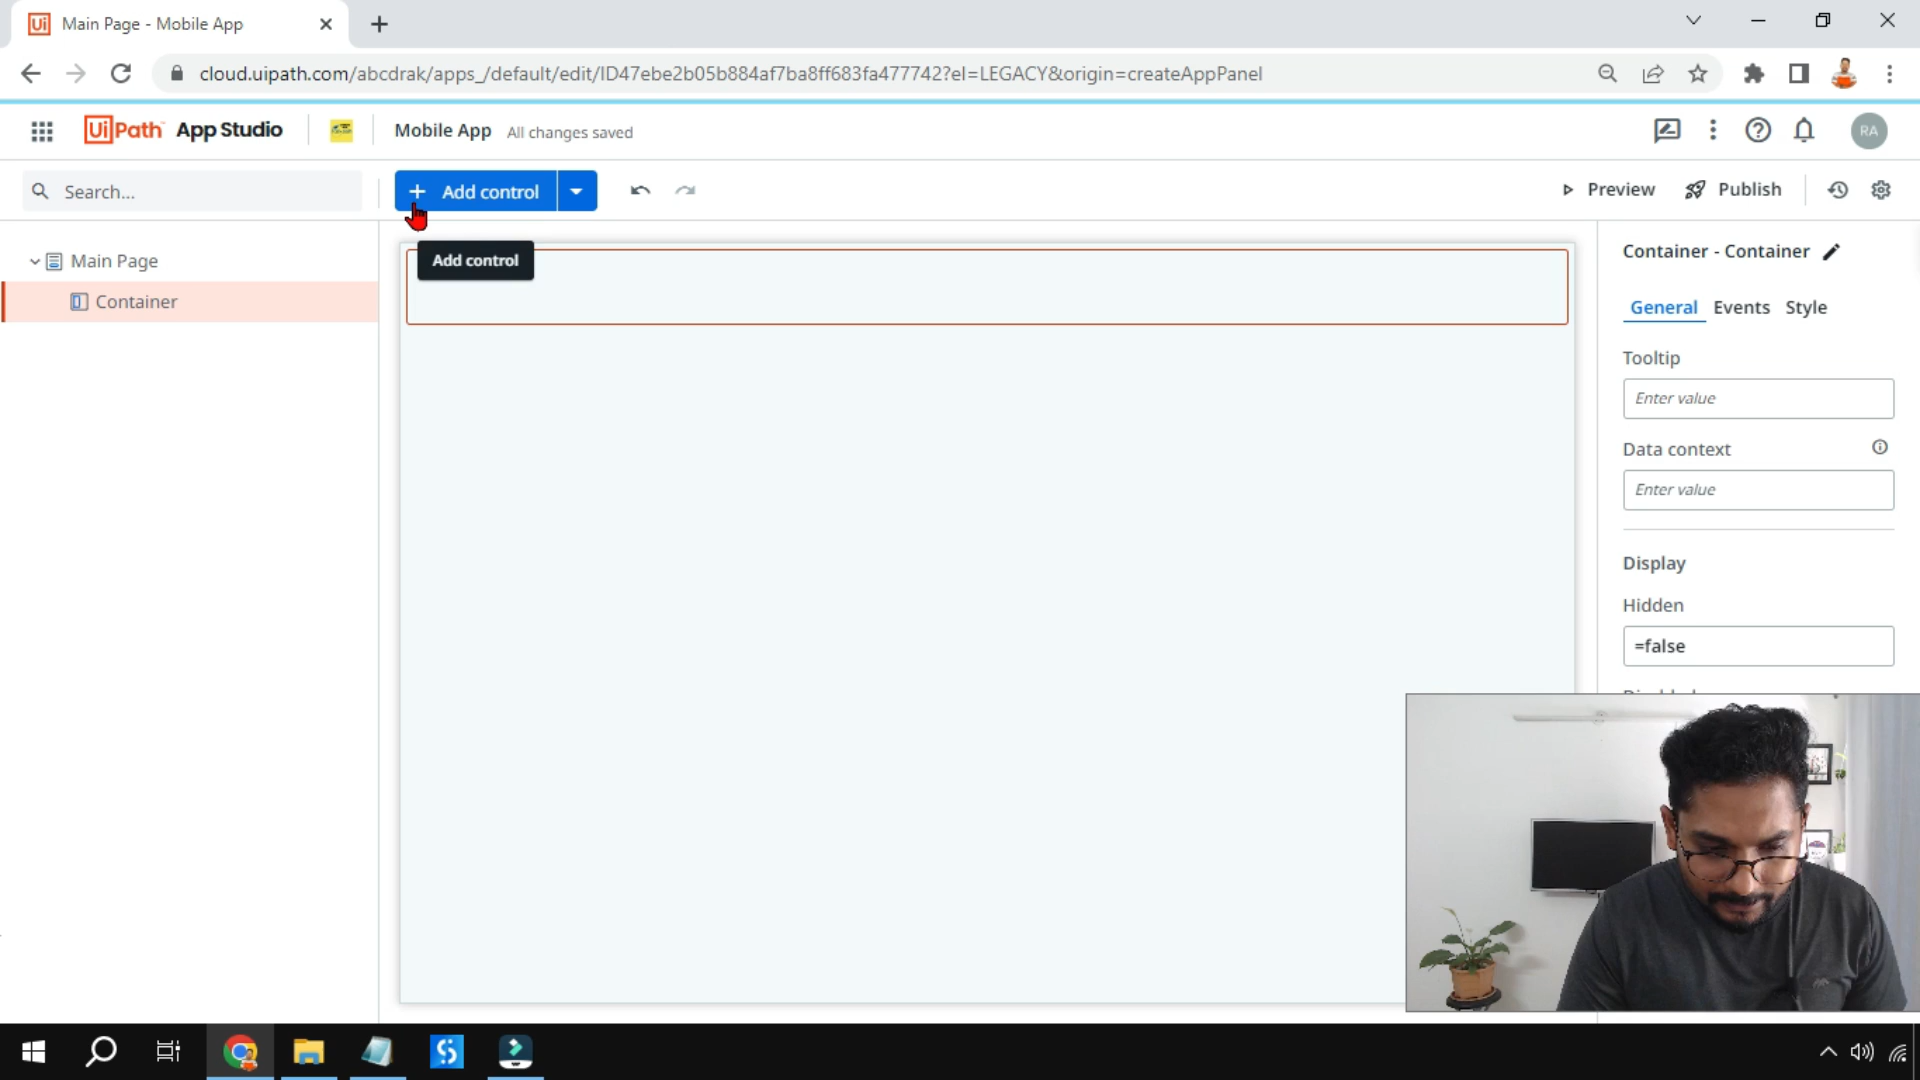 Main Page - Mobile App
cloud.uipath.com/abcdrak/apps_/default/edit/ID47ebe2b05b884af7ba8ff683fa477742?el=LEGACY&origin=createAppPanel
UiPath App Studio
Mobile App All changes saved
RA
Search...
+ Add control
Preview
Publish
Add control
Main Page
Container
Container - Container
General Events Style
Tooltip
Enter value
Data context
Enter value
Display
Hidden
=false